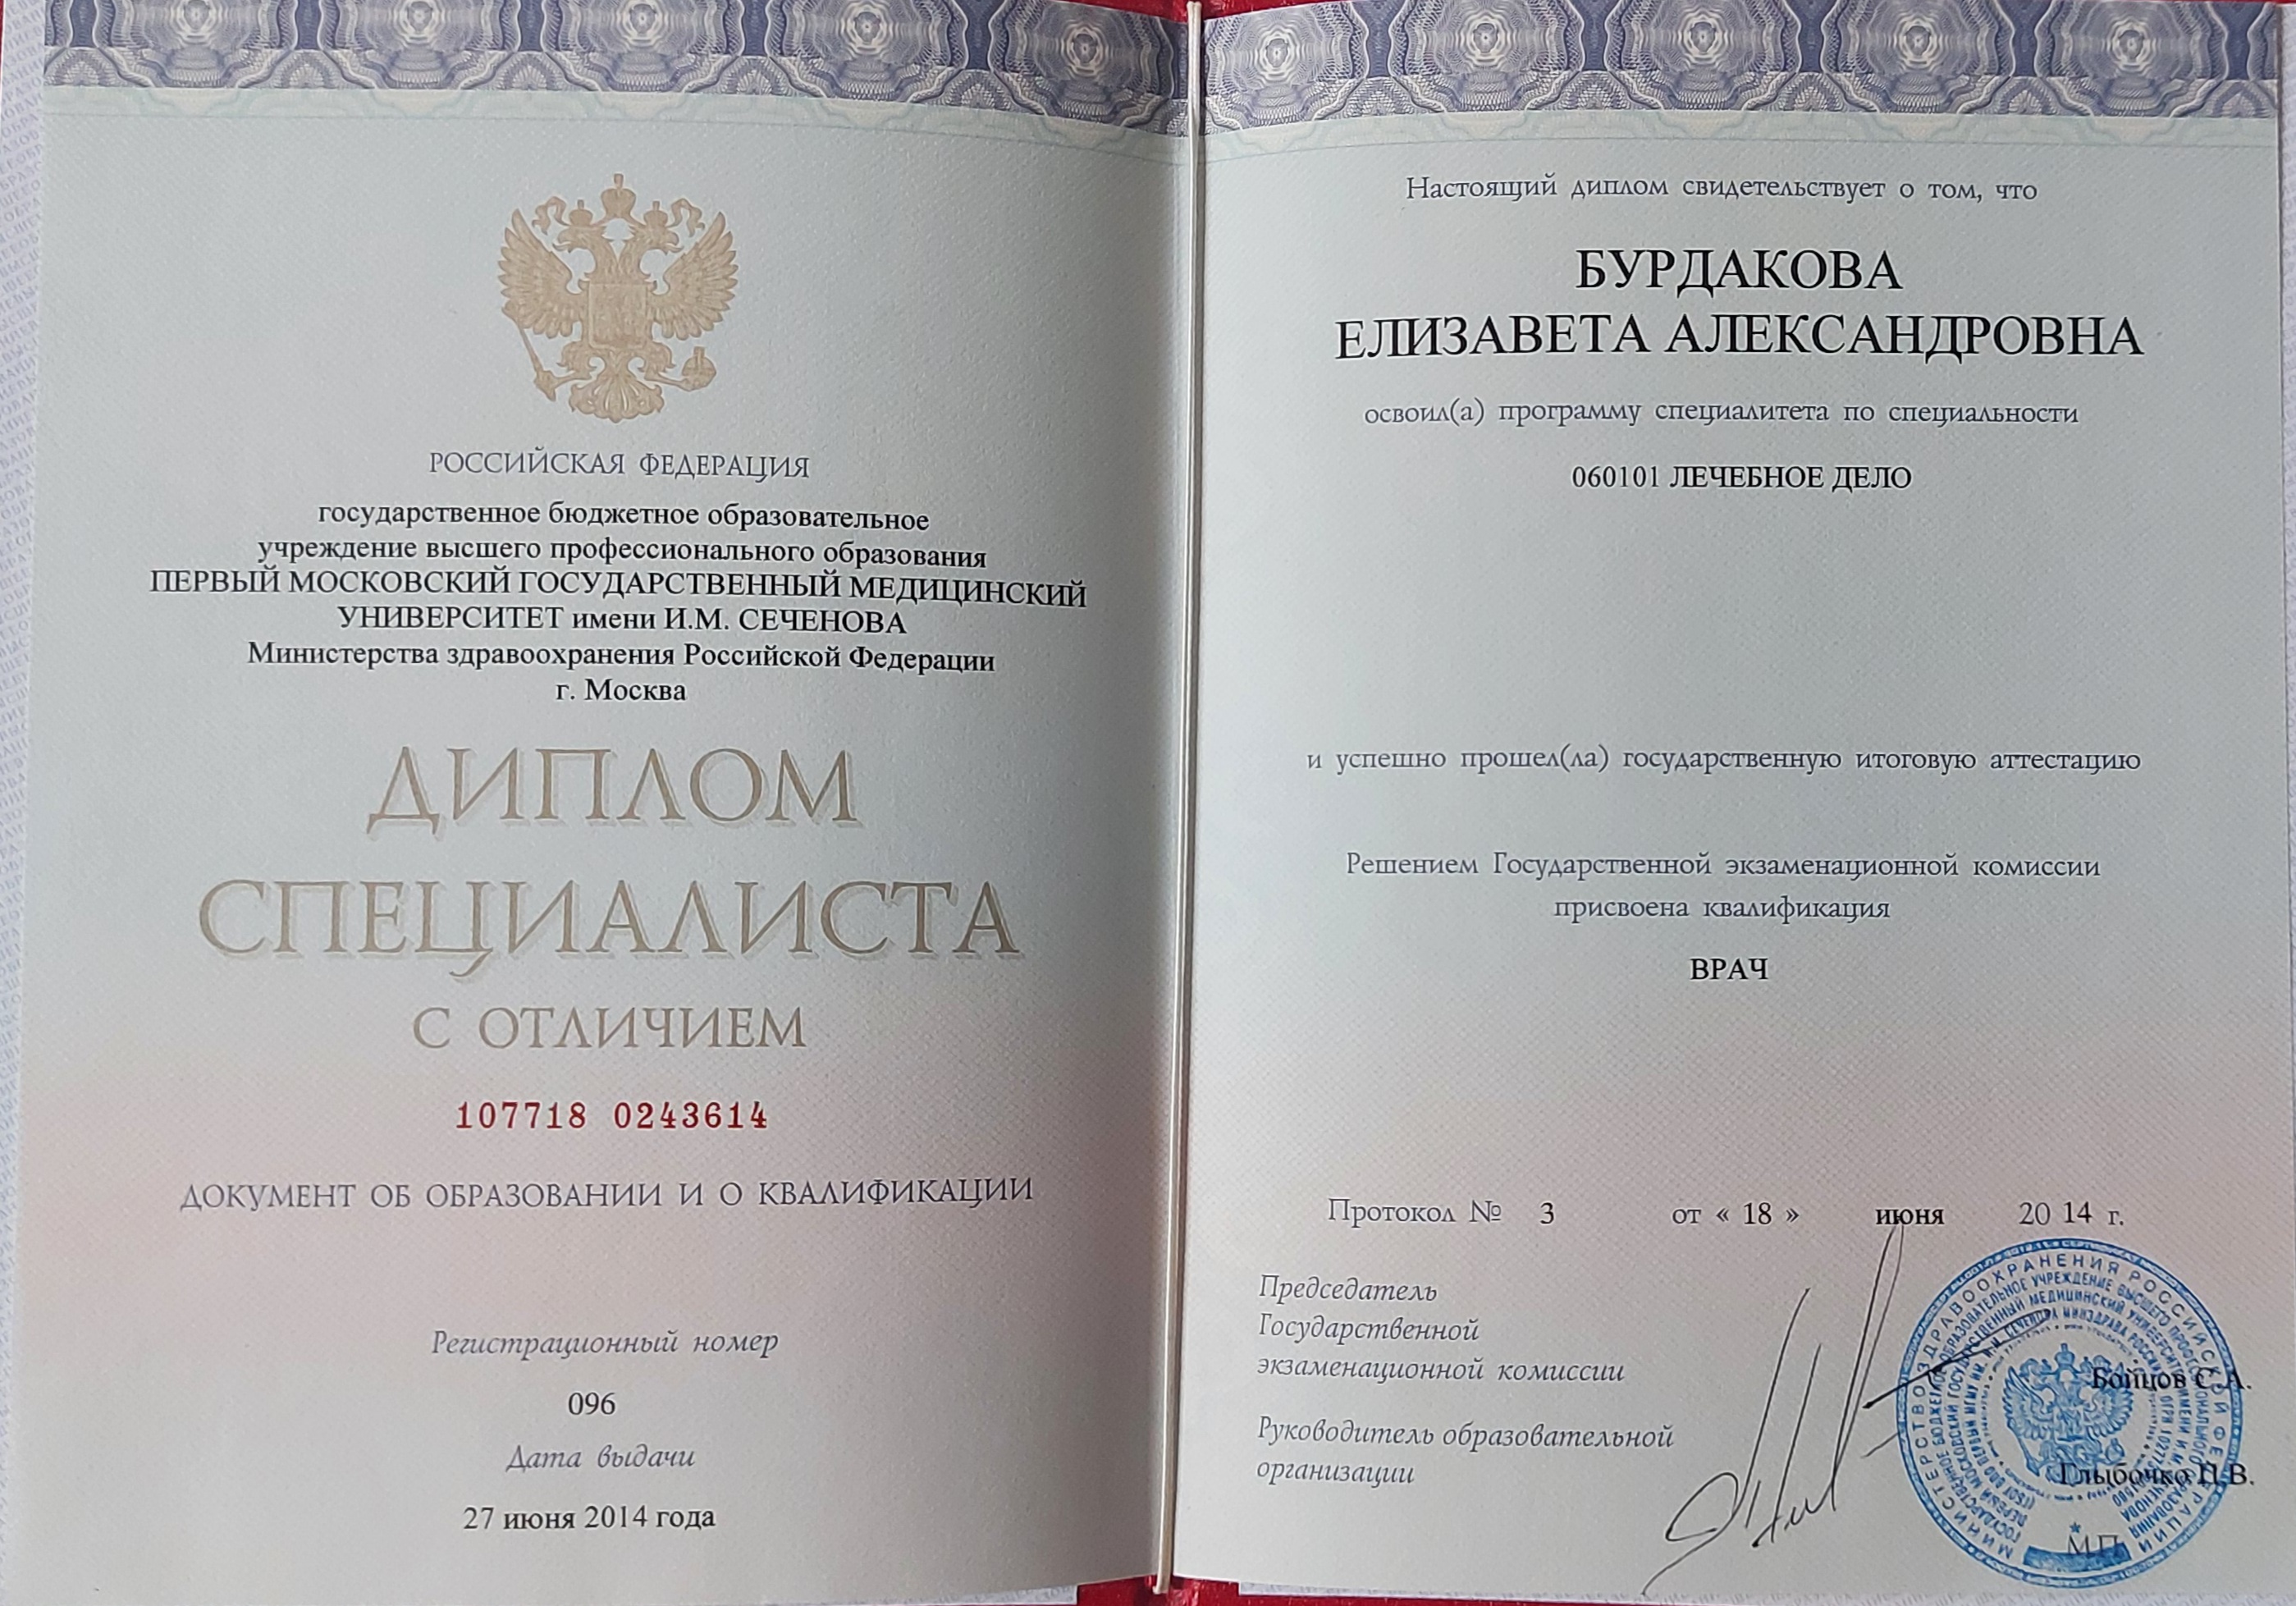 РОССИЙСКАЯ ФЕДЕРАЦИЯ
государственное бюджетное образовательное
учреждение высшего профессионального образования
ПЕРВЫЙ МОСКОВСКИЙ ГОСУДАРСТВЕННЫЙ МЕДИЦИНСКИЙ
УНИВЕРСИТЕТ имени И.М. СЕЧЕНОВА
Министерства здравоохранения Российской Федерации
г. Москва
ДИПЛОМ
СПЕЦИАЛИСТА
С ОТЛИЧИЕМ
107718 0243614
ДОКУМЕНТ ОБ ОБРАЗОВАНИИ И О КВАЛИФИКАЦИИ
Регистрационный номер
096
Дата выдачи
27 июня 2014 года
Настоящий диплом свидетельствует о том, что
БУРДАКОВА
ЕЛИЗАВЕТА АЛЕКСАНДРОВНА
освоил(а) программу специалитета по специальности
060101 ЛЕЧЕБНОЕ ДЕЛО
и успешно прошел(ла) государственную итоговую аттестацию
Решением Государственной экзаменационной комиссии
присвоена квалификация
ВРАЧ
Протокол № 3 от « 18 » июня 20 14 г.
Председатель
Государственной
экзаменационной комиссии
Бойцов С.А.
Руководитель образовательной
организации
Глыбочко П.В.
М.П.
МИНИСТЕРСТВО ЗДРАВООХРАНЕНИЯ РОССИЙСКОЙ ФЕДЕРАЦИИ